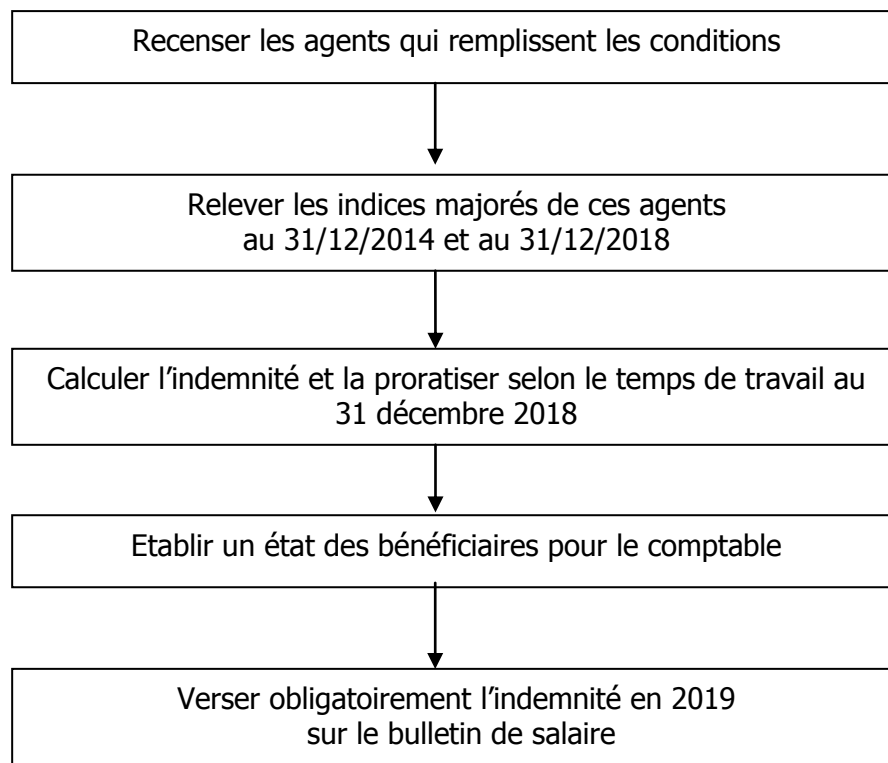 Recenser les agents qui remplissent les conditions
Relever les indices majorés de ces agents
au 31/12/2014 et au 31/12/2018
Calculer l'indemnité et la proratiser selon le temps de travail au
31 décembre 2018
Etablir un état des bénéficiaires pour le comptable
Verser obligatoirement l'indemnité en 2019
sur le bulletin de salaire